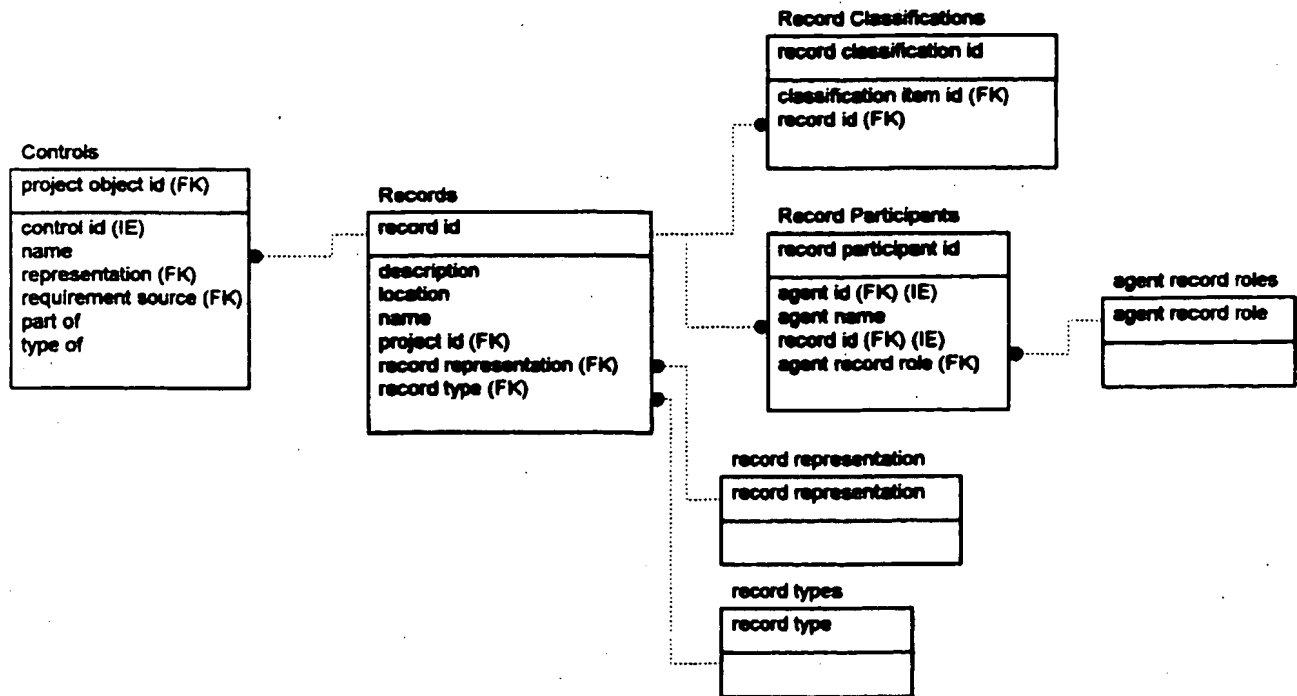 Controls
project object id (FK)
control id (IE)
name
representation (FK)
requirement source (FK)
part of
type of
Records
record id
description
location
name
project id (FK)
record representation (FK)
record type (FK)
Record Classifications
record classification id
classification item id (FK)
record id (FK)
Record Participants
record participant id
agent id (FK) (IE)
agent name
record id (FK) (IE)
agent record role (FK)
agent record roles
agent record role
record representation
record representation
record types
record type